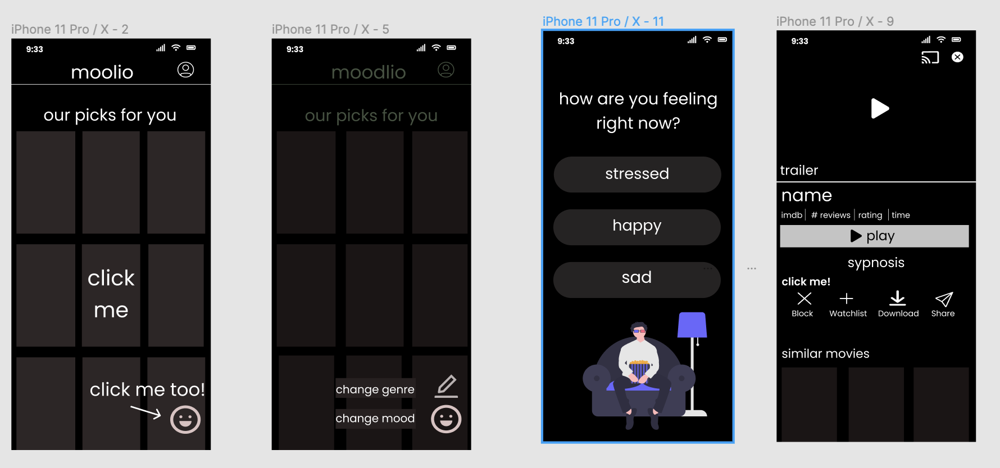 iPhone 11 Pro / X - 2
9:33
moolio
our picks for you
click
me
click me too!
iPhone 11 Pro / X - 5
9:33
moodlio
our picks for you
change genre
change mood
iPhone 11 Pro / X - 11
9:33
how are you feeling
right now?
stressed
happy
sad
...
...
iPhone 11 Pro / X - 9
9:33
trailer
name
imdb | # reviews | rating | time
play
sypnosis
click me!
Block Watchlist Download Share
similar movies